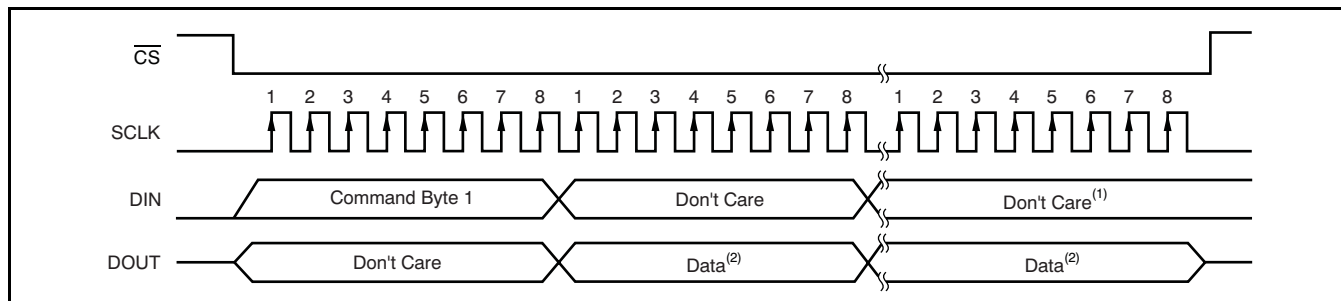 CS
1 2 3 4 5 6 7 8 1 2 3 4 5 6 7 8 1 2 3 4 5 6 7 8
SCLK
DIN Command Byte 1 Don't Care Don't Care(1)
DOUT Don't Care Data(2) Data(2)